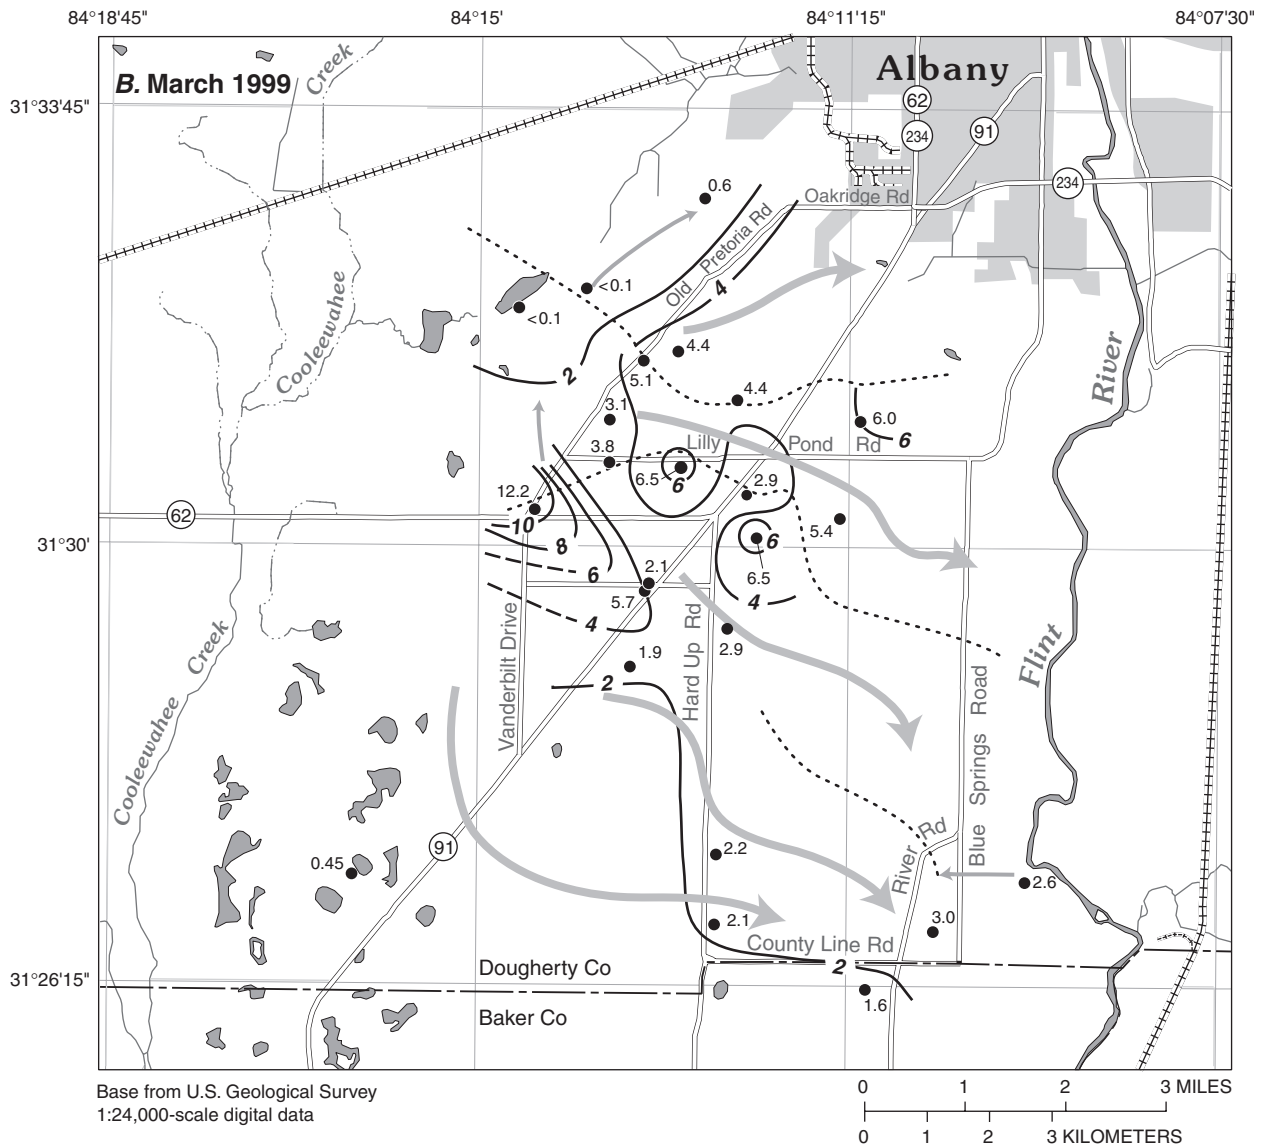 84°18'45"
84°15'
84°11'15"
84°07'30"
B. March 1999
Creek
Albany
62
31°33'45"
234
91
234
0.6
Oakridge Rd
Old Pretoria Rd
<0.1
4
<0.1
Cooleewahee
4.4
5.1
2
4.4
River
3.1
6.0
6
3.8
Lilly Pond Rd
6.5
6
12.2
2.9
62
10
5.4
31°30'
8
6
6
2.1
6.5
5.7
4
4
Vanderbilt Drive
Hard Up Rd
2.9
Creek
1.9
Flint
2
Blue Springs Road
Cooleewahee
River Rd
91
2.2
0.45
2.6
2.1
3.0
County Line Rd
Dougherty Co
2
31°26'15"
1.6
Baker Co
Base from U.S. Geological Survey
1:24,000-scale digital data
0 1 2 3 MILES
0 1 2 3 KILOMETERS